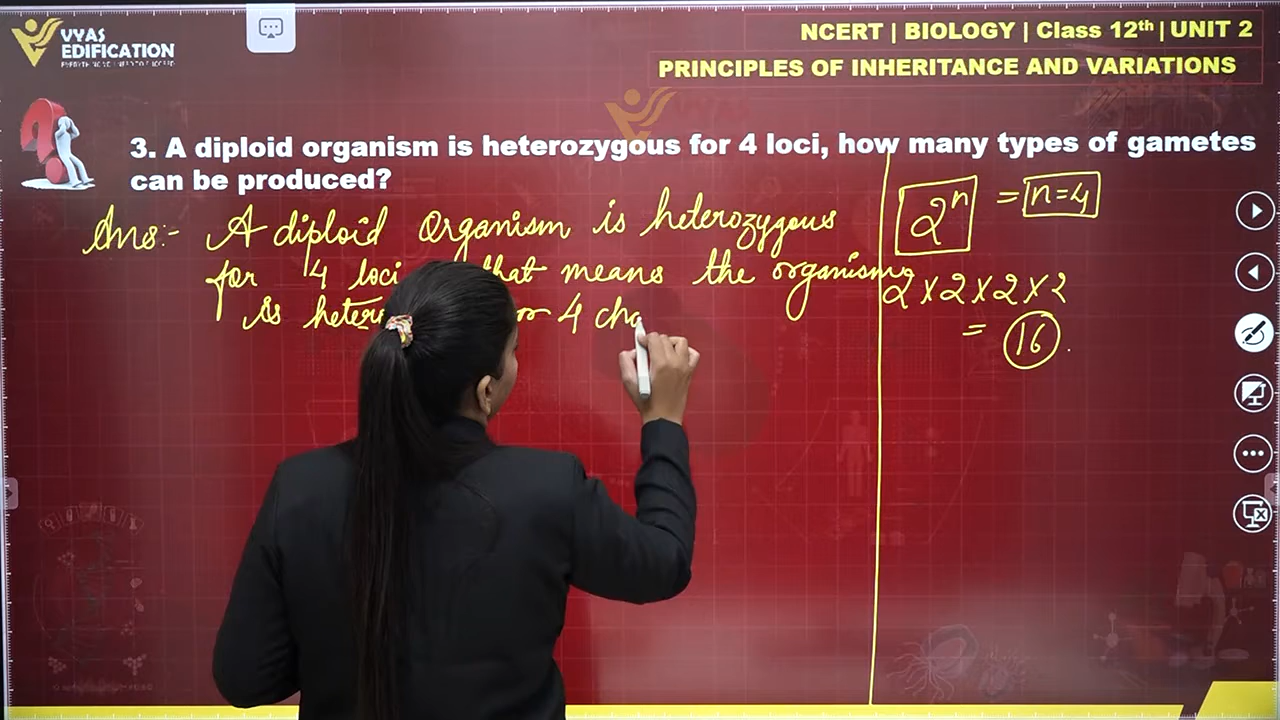 VYAS
EDIFICATION
NCERT | BIOLOGY | Class 12th | UNIT 2
PRINCIPLES OF INHERITANCE AND VARIATIONS
3. A diploid organism is heterozygous for 4 loci, how many types of gametes
can be produced?
Ans:- A diploid Organism is heterozygous
for 4 loci that means the organism
is 4
2ⁿ = n=4
2 x 2 x 2 x 2
= 16.